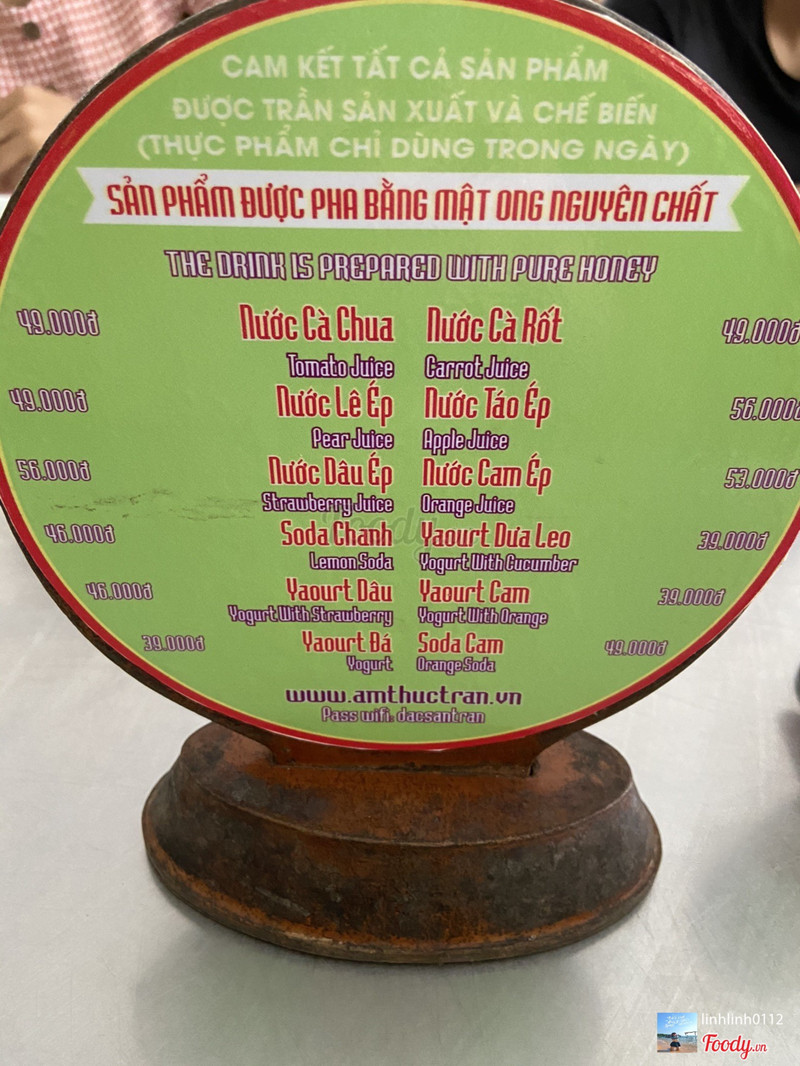 CAM KẾT TẤT CẢ SẢN PHẨM
ĐƯỢC TRẦN SẢN XUẤT VÀ CHẾ BIẾN
(THỰC PHẨM CHỈ DÙNG TRONG NGÀY)
SẢN PHẨM ĐƯỢC PHA BẰNG MẬT ONG NGUYÊN CHẤT
THE DRINK IS PREPARED WITH PURE HONEY
49.000đ Nước Cà Chua Nước Cà Rốt 49.000đ
Tomato Juice Carrot Juice
49.000đ Nước Lê Ép Nước Táo Ép 56.000đ
Pear Juice Apple Juice
56.000đ Nước Dâu Ép Nước Cam Ép 53.000đ
Strawberry Juice Orange Juice
46.000đ Soda Chanh Yaourt Dưa Leo 39.000đ
Lemon Soda Yogurt With Cucumber
46.000đ Yaourt Dâu Yaourt Cam 39.000đ
Yogurt With Strawberry Yogurt With Orange
39.000đ Yaourt Đá Soda Cam 49.000đ
Yogurt Orange Soda
www.amthuctran.vn
Pass wifi. dacsantran
Foody
linhlinh0112
Foody.vn